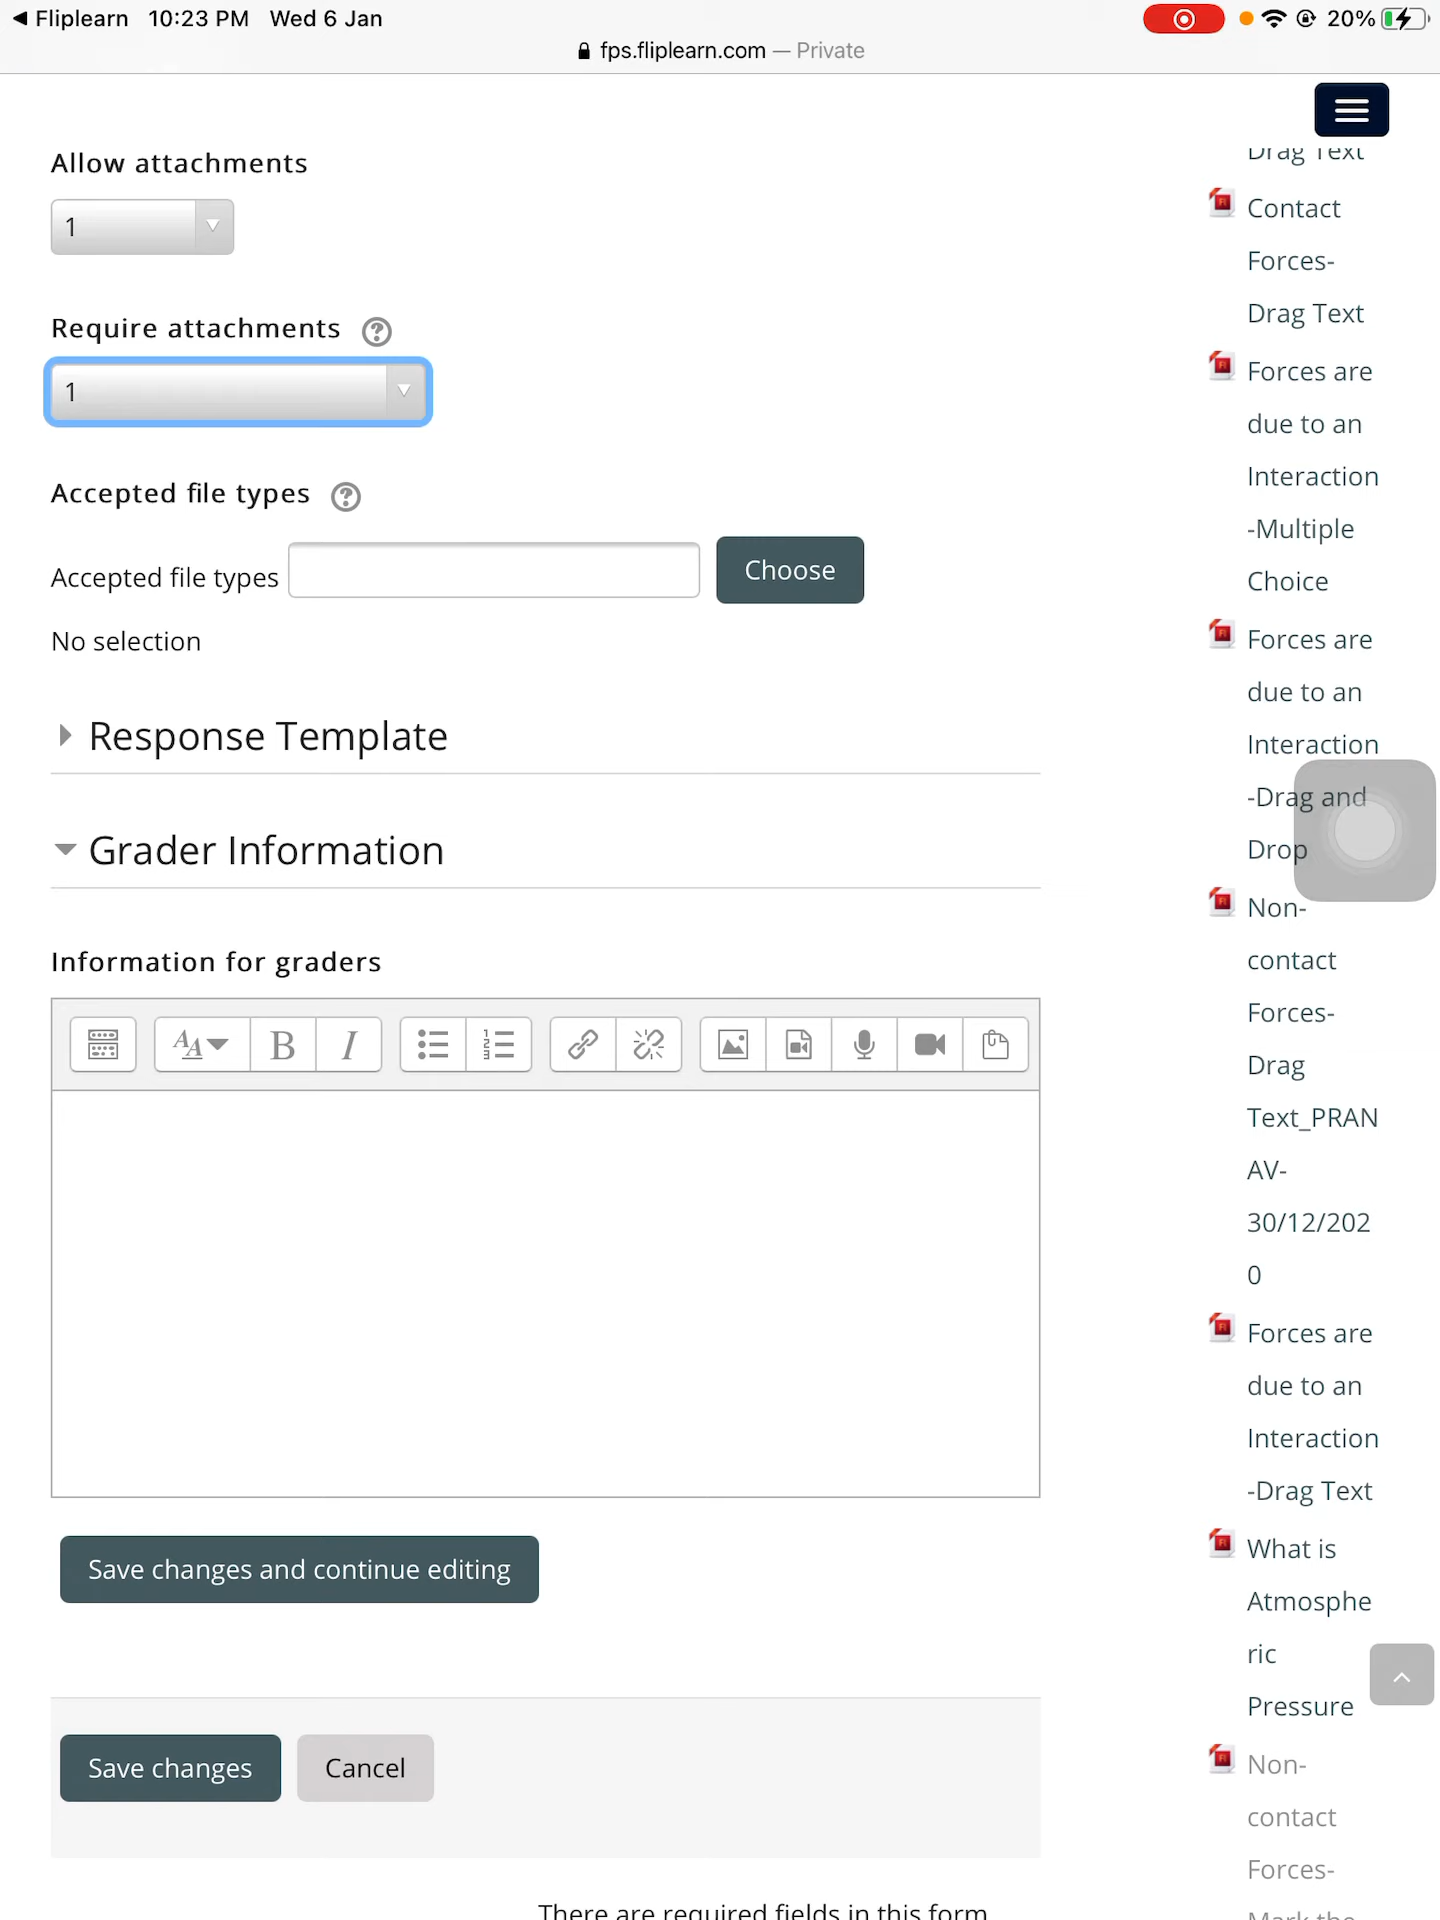 ◀ Fliplearn 10:23 PM Wed 6 Jan 20%
fps.fliplearn.com — Private
Allow attachments
1
Require attachments ?
1
Accepted file types ?
Accepted file types Choose
No selection
Response Template
Grader Information
Information for graders
Save changes and continue editing
Save changes Cancel
There are required fields in this form
Drag Text
Contact
Forces-
Drag Text
Forces are
due to an
Interaction
-Multiple
Choice
Forces are
due to an
Interaction
-Drag and
Drop
Non-
contact
Forces-
Drag
Text_PRAN
AV-
30/12/202
0
Forces are
due to an
Interaction
-Drag Text
What is
Atmosphe
ric
Pressure
Non-
contact
Forces-
Mark the